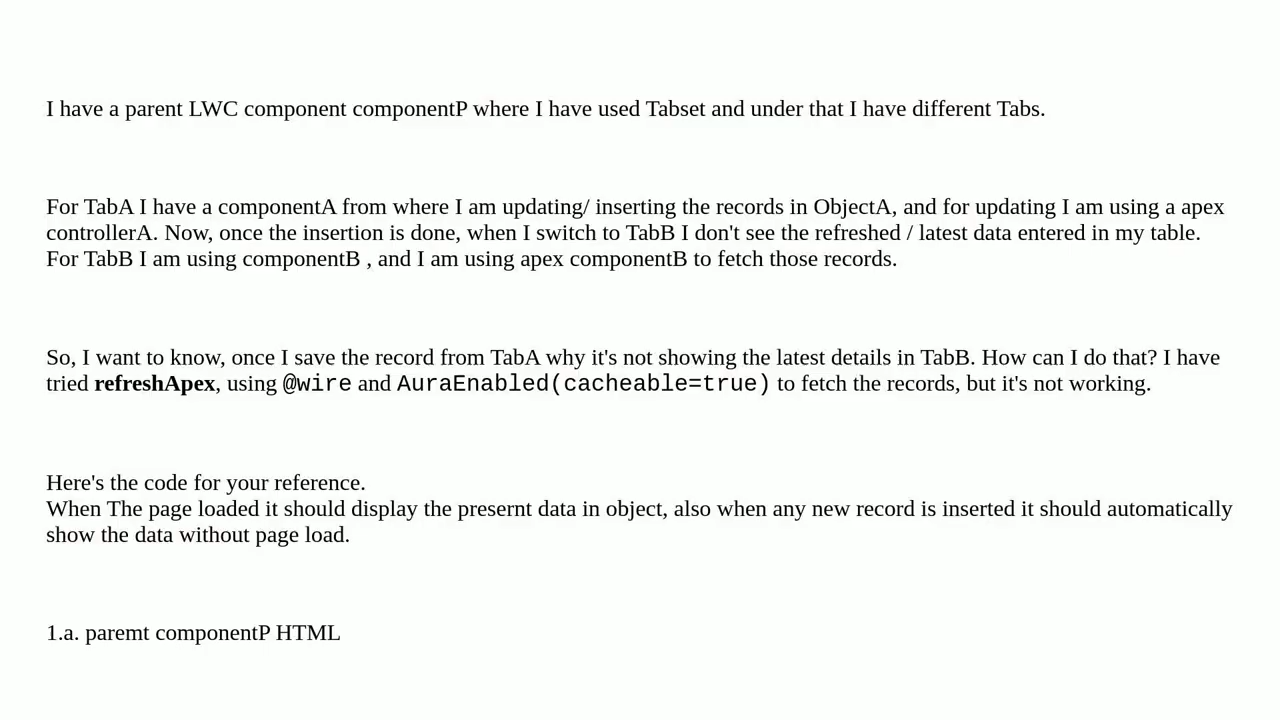 I have a parent LWC component componentP where I have used Tabset and under that I have different Tabs.
For TabA I have a componentA from where I am updating/ inserting the records in ObjectA, and for updating I am using a apex
controllerA. Now, once the insertion is done, when I switch to TabB I don't see the refreshed / latest data entered in my table.
For TabB I am using componentB , and I am using apex componentB to fetch those records.
So, I want to know, once I save the record from TabA why it's not showing the latest details in TabB. How can I do that? I have
tried refreshApex, using @wire and AuraEnabled(cacheable=true) to fetch the records, but it's not working.
Here's the code for your reference.
When The page loaded it should display the presernt data in object, also when any new record is inserted it should automatically
show the data without page load.
1.a. paremt componentP HTML